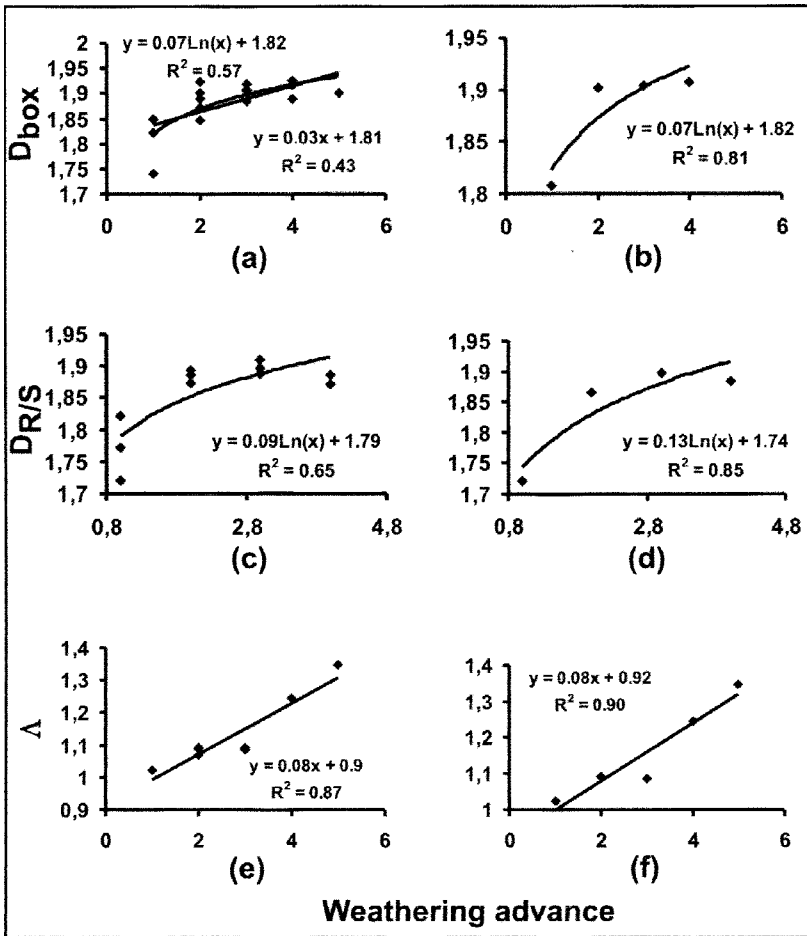 y = 0.07Ln(x) + 1.82
R² = 0.57
y = 0.03x + 1.81
R² = 0.43
D_box
2
1,95
1,9
1,85
1,8
1,75
1,7
0 2 4 6
(a)
1,95
1,9
1,85
1,8
y = 0.07Ln(x) + 1.82
R² = 0.81
0 2 4 6
(b)
D_R/S
1,95
1,9
1,85
1,8
1,75
1,7
y = 0.09Ln(x) + 1.79
R² = 0.65
0,8 2,8 4,8
(c)
1,95
1,9
1,85
1,8
1,75
1,7
y = 0.13Ln(x) + 1.74
R² = 0.85
0,8 2,8 4,8
(d)
Λ
1,4
1,3
1,2
1,1
1
0,9
y = 0.08x + 0.9
R² = 0.87
0 2 4 6
(e)
1,4
1,3
1,2
1,1
1
y = 0.08x + 0.92
R² = 0.90
0 2 4 6
(f)
Weathering advance